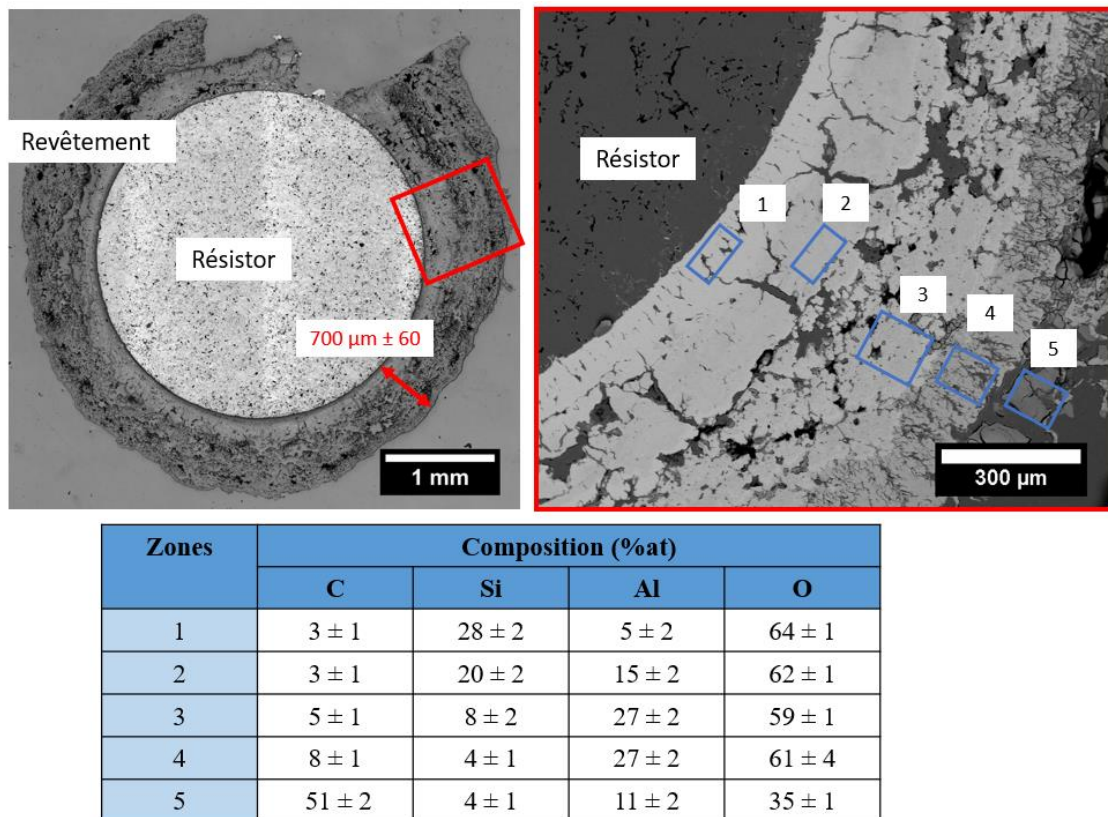 Revêtement
Résistor
700 µm ± 60
1 mm
Résistor
1
2
3
4
5
300 µm
Zones Composition (%at)
C Si Al O
1 3 ± 1 28 ± 2 5 ± 2 64 ± 1
2 3 ± 1 20 ± 2 15 ± 2 62 ± 1
3 5 ± 1 8 ± 2 27 ± 2 59 ± 1
4 8 ± 1 4 ± 1 27 ± 2 61 ± 4
5 51 ± 2 4 ± 1 11 ± 2 35 ± 1